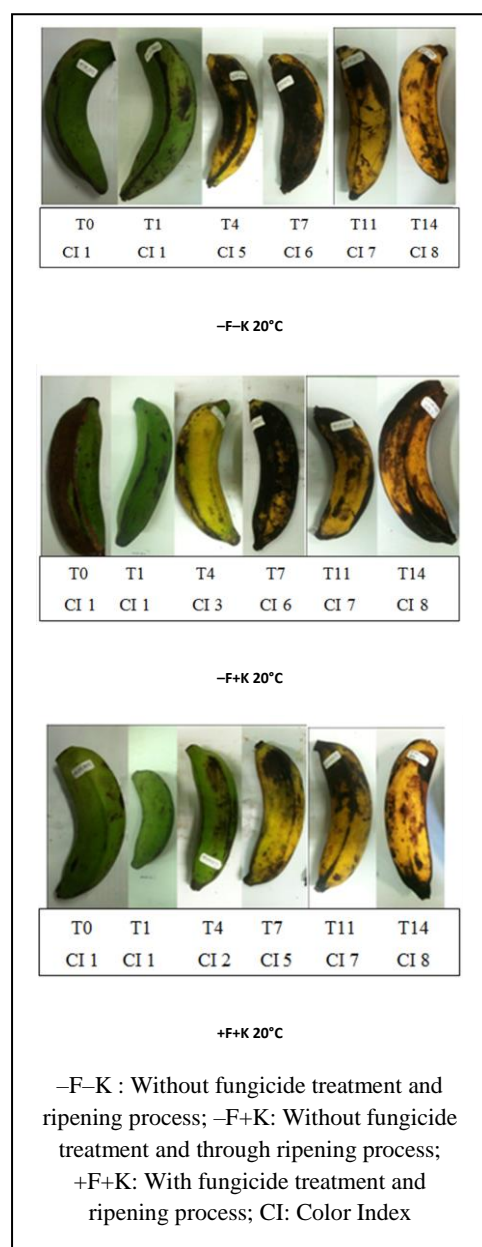 T0 T1 T4 T7 T11 T14
CI 1 CI 1 CI 5 CI 6 CI 7 CI 8
–F–K 20°C
T0 T1 T4 T7 T11 T14
CI 1 CI 1 CI 3 CI 6 CI 7 CI 8
–F+K 20°C
T0 T1 T4 T7 T11 T14
CI 1 CI 1 CI 2 CI 5 CI 7 CI 8
+F+K 20°C
–F–K : Without fungicide treatment and
ripening process; –F+K: Without fungicide
treatment and through ripening process;
+F+K: With fungicide treatment and
ripening process; CI: Color Index